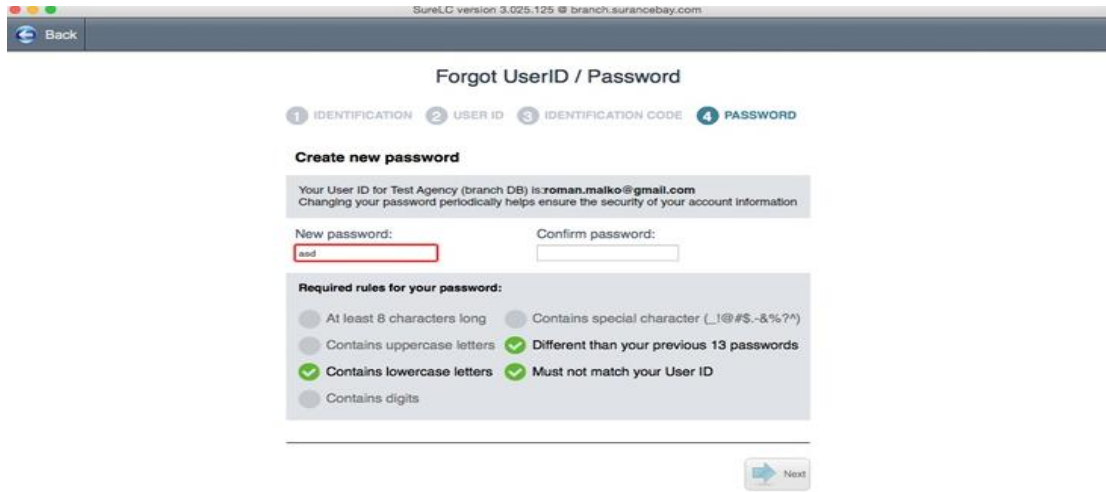 SureLC version 3.025.125 @ branch.surancebay.com
Back
Forgot UserID / Password
1 IDENTIFICATION 2 USER ID 3 IDENTIFICATION CODE 4 PASSWORD
Create new password
Your User ID for Test Agency (branch DB) is:roman.malko@gmail.com
Changing your password periodically helps ensure the security of your account information
New password: Confirm password:
asd
Required rules for your password:
At least 8 characters long Contains special character (_!@#$.-&%?^)
Contains uppercase letters Different than your previous 13 passwords
Contains lowercase letters Must not match your User ID
Contains digits
Next